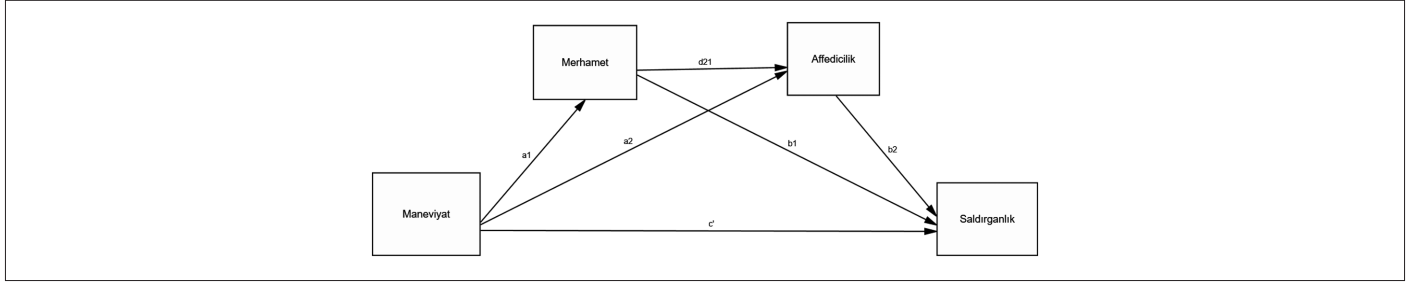 Merhamet
Affedicilik
d21
a1
a2
b1
b2
Maneviyat
Saldırganlık
c'